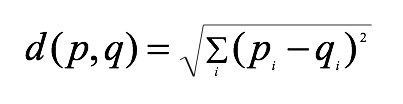 d(p,q) = √∑ᵢ(pᵢ − qᵢ)²